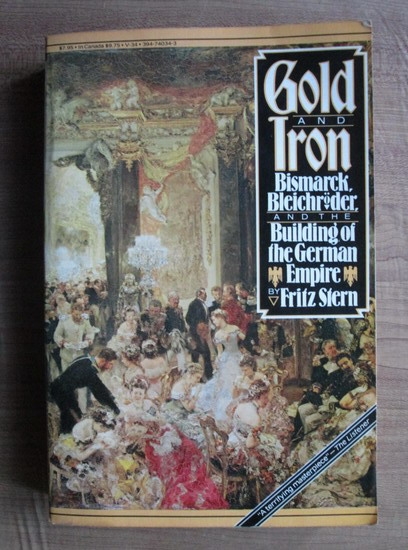 $7.95 • In Canada $9.75 • V-34 • 394-74034-3
Gold
AND
Iron
Bismarck,
Bleichröder,
AND THE
Building of
the German
Empire
BY Fritz Stern
"A terrifying masterpiece" — The Listener